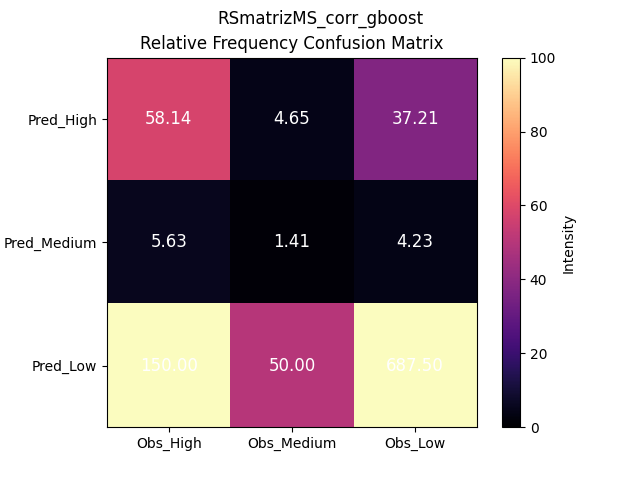 RSmatrizMS_corr_gboost
Relative Frequency Confusion Matrix
Pred_High 58.14 4.65 37.21
Pred_Medium 5.63 1.41 4.23
Pred_Low 150.00 50.00 687.50
Obs_High Obs_Medium Obs_Low
100
80
60
40
20
0
Intensity